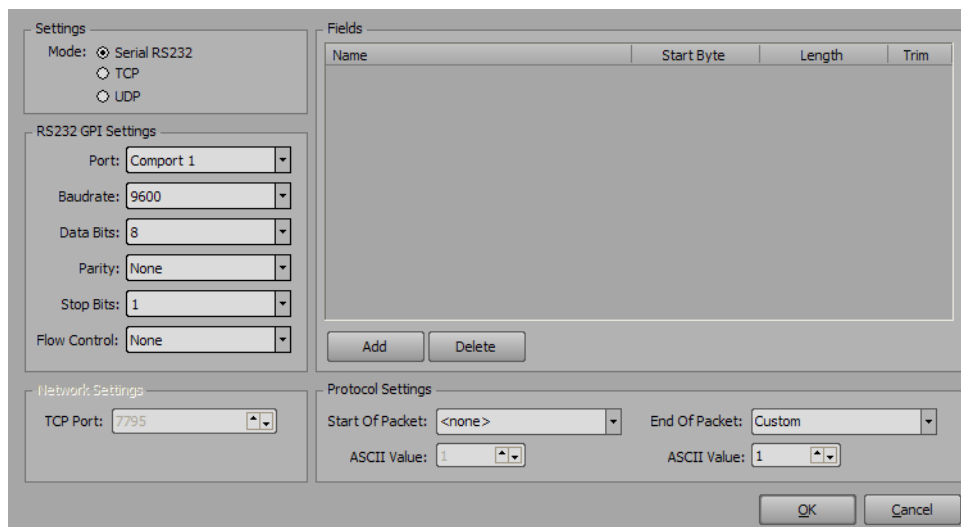 Settings
Mode: Serial RS232
TCP
UDP
RS232 GPI Settings
Port: Comport 1
Baudrate: 9600
Data Bits: 8
Parity: None
Stop Bits: 1
Flow Control: None
Network Settings
TCP Port: 7795
Fields
Name Start Byte Length Trim
Add Delete
Protocol Settings
Start Of Packet: <none> End Of Packet: Custom
ASCII Value: 1 ASCII Value: 1
OK Cancel